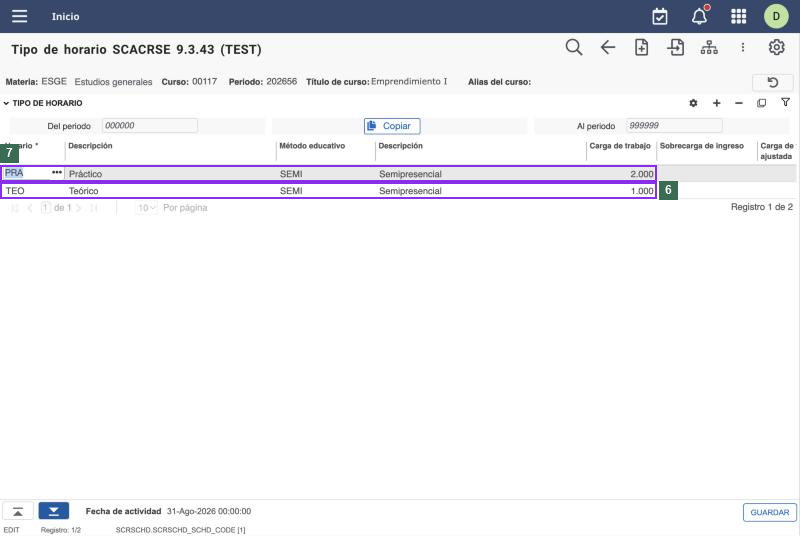 Inicio
D
Tipo de horario SCACRSE 9.3.43 (TEST)
Materia: ESGE Estudios generales Curso: 00117 Periodo: 202656 Título de curso: Emprendimiento I Alias del curso:
TIPO DE HORARIO
Del periodo 000000 Copiar Al periodo 999999
7
Descripción Método educativo Descripción Carga de trabajo Sobrecarga de ingreso Carga de ajustada
PRA ••• Práctico SEMI Semipresencial 2.000
TEO Teórico SEMI Semipresencial 1.000
6
1 de 1 10 Por página Registro 1 de 2
Fecha de actividad 31-Ago-2026 00:00:00
GUARDAR
EDIT Registro: 1/2 SCRSCHD.SCRSCHD_SCHD_CODE [1]